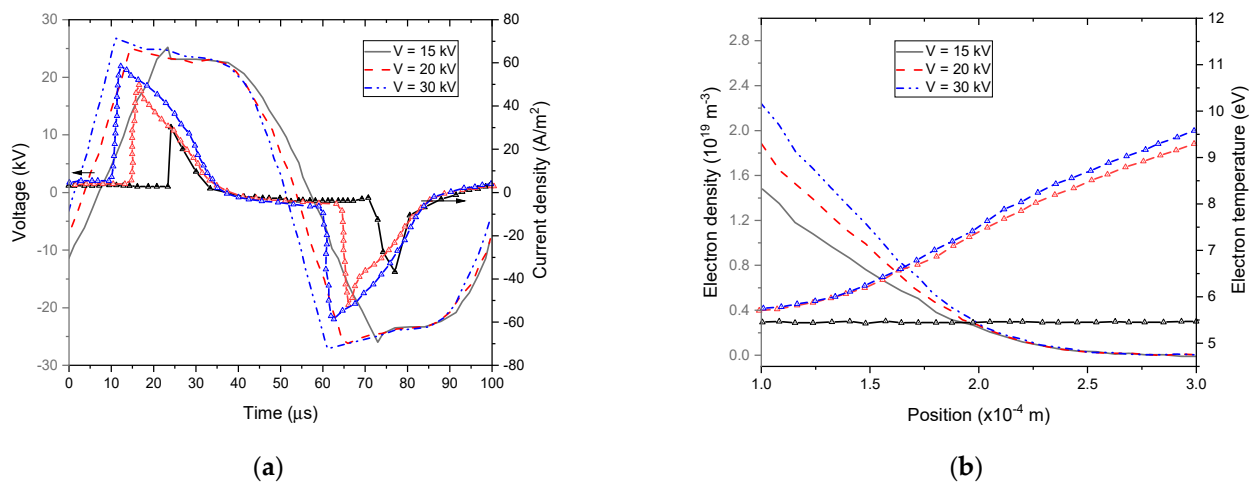 30
20
10
0
-10
-20
-30
Voltage (kV)
80
60
40
20
0
-20
-40
-60
-80
Current density (A/m²)
V = 15 kV
V = 20 kV
V = 30 kV
0 10 20 30 40 50 60 70 80 90 100
Time (μs)
(a)
2.8
2.4
2.0
1.6
1.2
0.8
0.4
0.0
Electron density (10¹⁹ m⁻³)
12
11
10
9
8
7
6
5
Electron temperature (eV)
V = 15 kV
V = 20 kV
V = 30 kV
1.0 1.5 2.0 2.5 3.0
Position (x10⁻⁴ m)
(b)